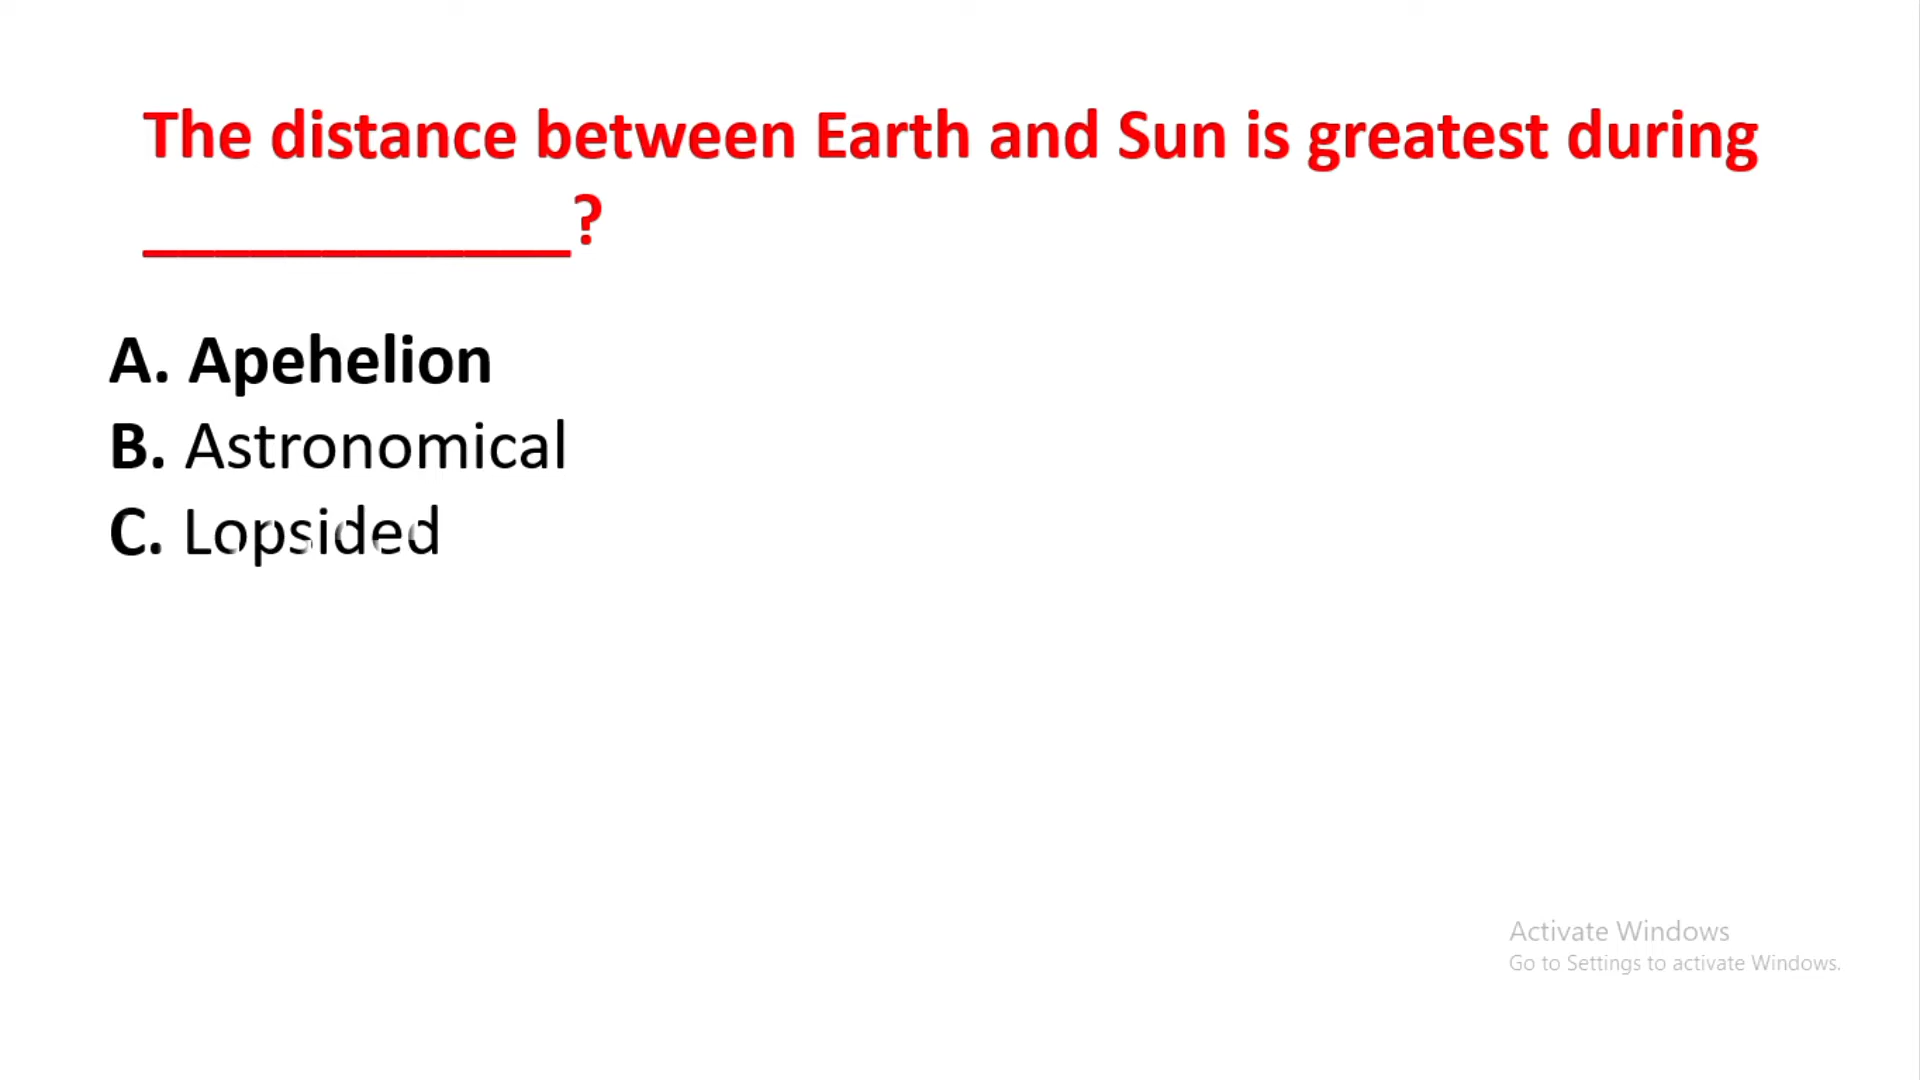 The distance between Earth and Sun is greatest during
____________?
A. Apehelion
B. Astronomical
C. Lopsided
Activate Windows
Go to Settings to activate Windows.